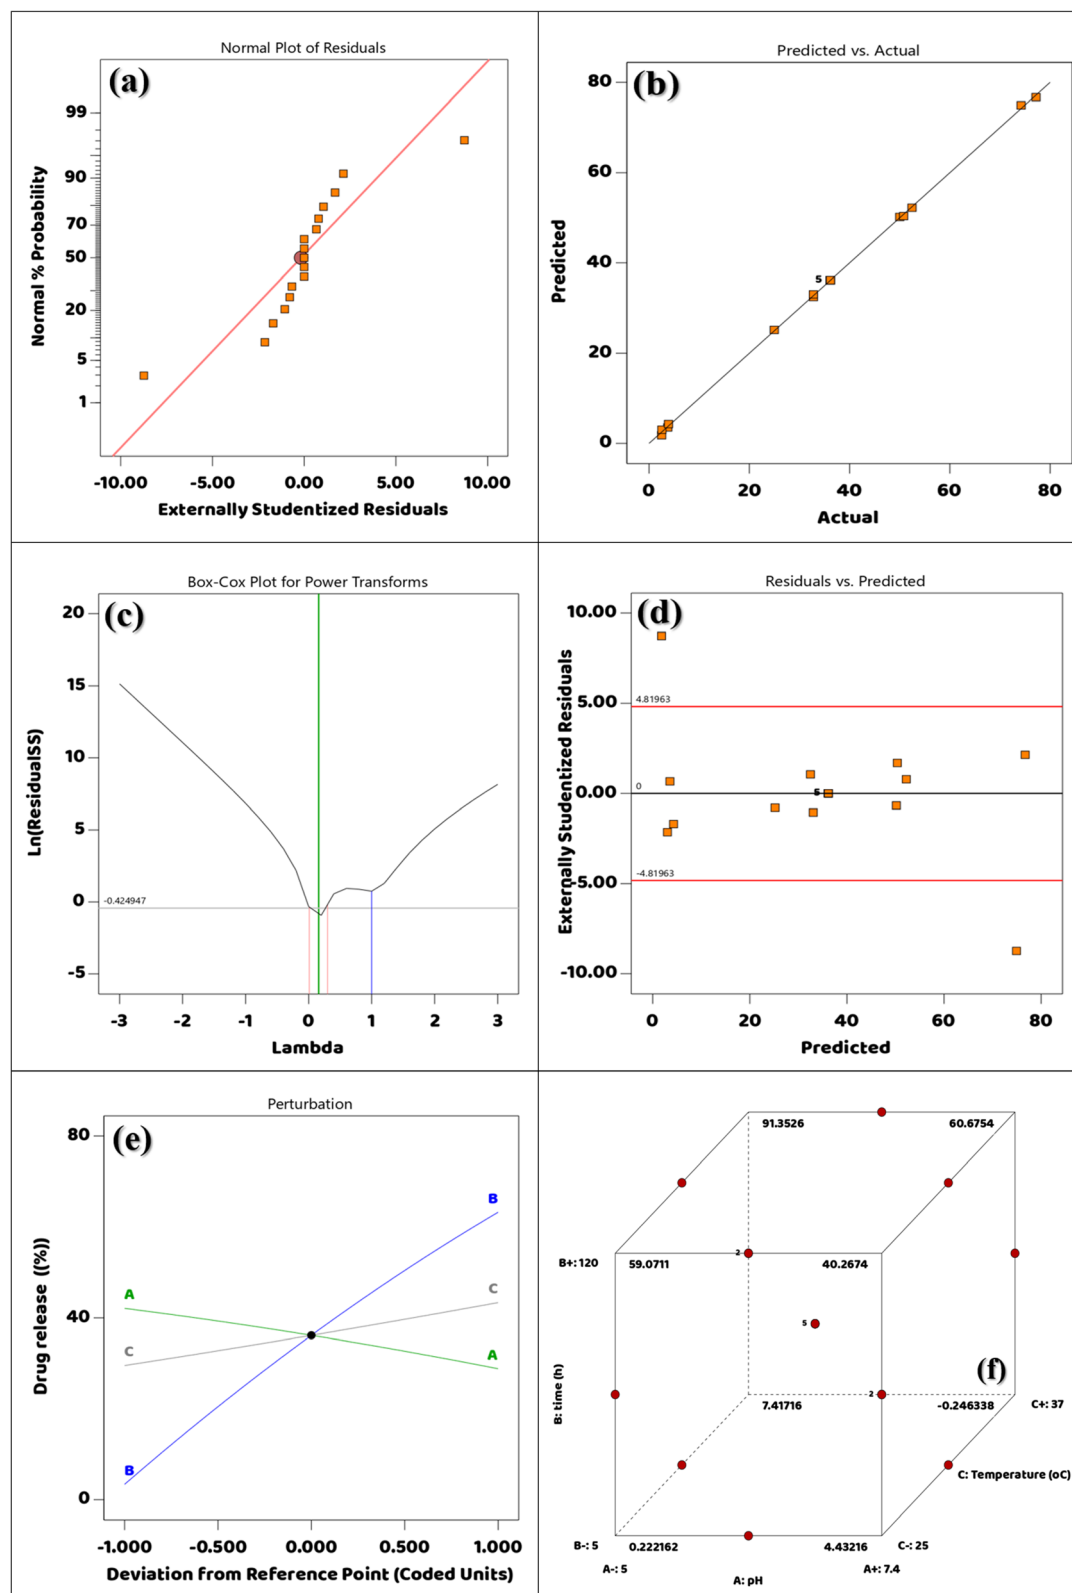 Normal Plot of Residuals
(a)
99
90
70
50
20
5
1
Normal % Probability
-10.00 -5.00 0.00 5.00 10.00
Externally Studentized Residuals
Predicted vs. Actual
(b)
80
60
40
20
0
5
Predicted
0 20 40 60 80
Actual
Box-Cox Plot for Power Transforms
(c)
20
15
10
5
0
-5
-0.424947
Ln(ResidualSS)
-3 -2 -1 0 1 2 3
Lambda
Residuals vs. Predicted
(d)
10.00
5.00
0.00
-5.00
-10.00
4.81963
0
5
-4.81963
Externally Studentized Residuals
0 20 40 60 80
Predicted
Perturbation
(e)
80
40
0
A
B
C
C
B
A
Drug release ((%))
-1.000 -0.500 0.000 0.500 1.000
Deviation from Reference Point (Coded Units)
91.3526 60.6754
B+: 120 59.0711 2 40.2674
5
(f)
2
7.41716 -0.246338 C+: 37
B: time (h)
C: Temperature (oC)
B-: 5 0.222162 4.43216 C-: 25
A-: 5 A+: 7.4
A: pH